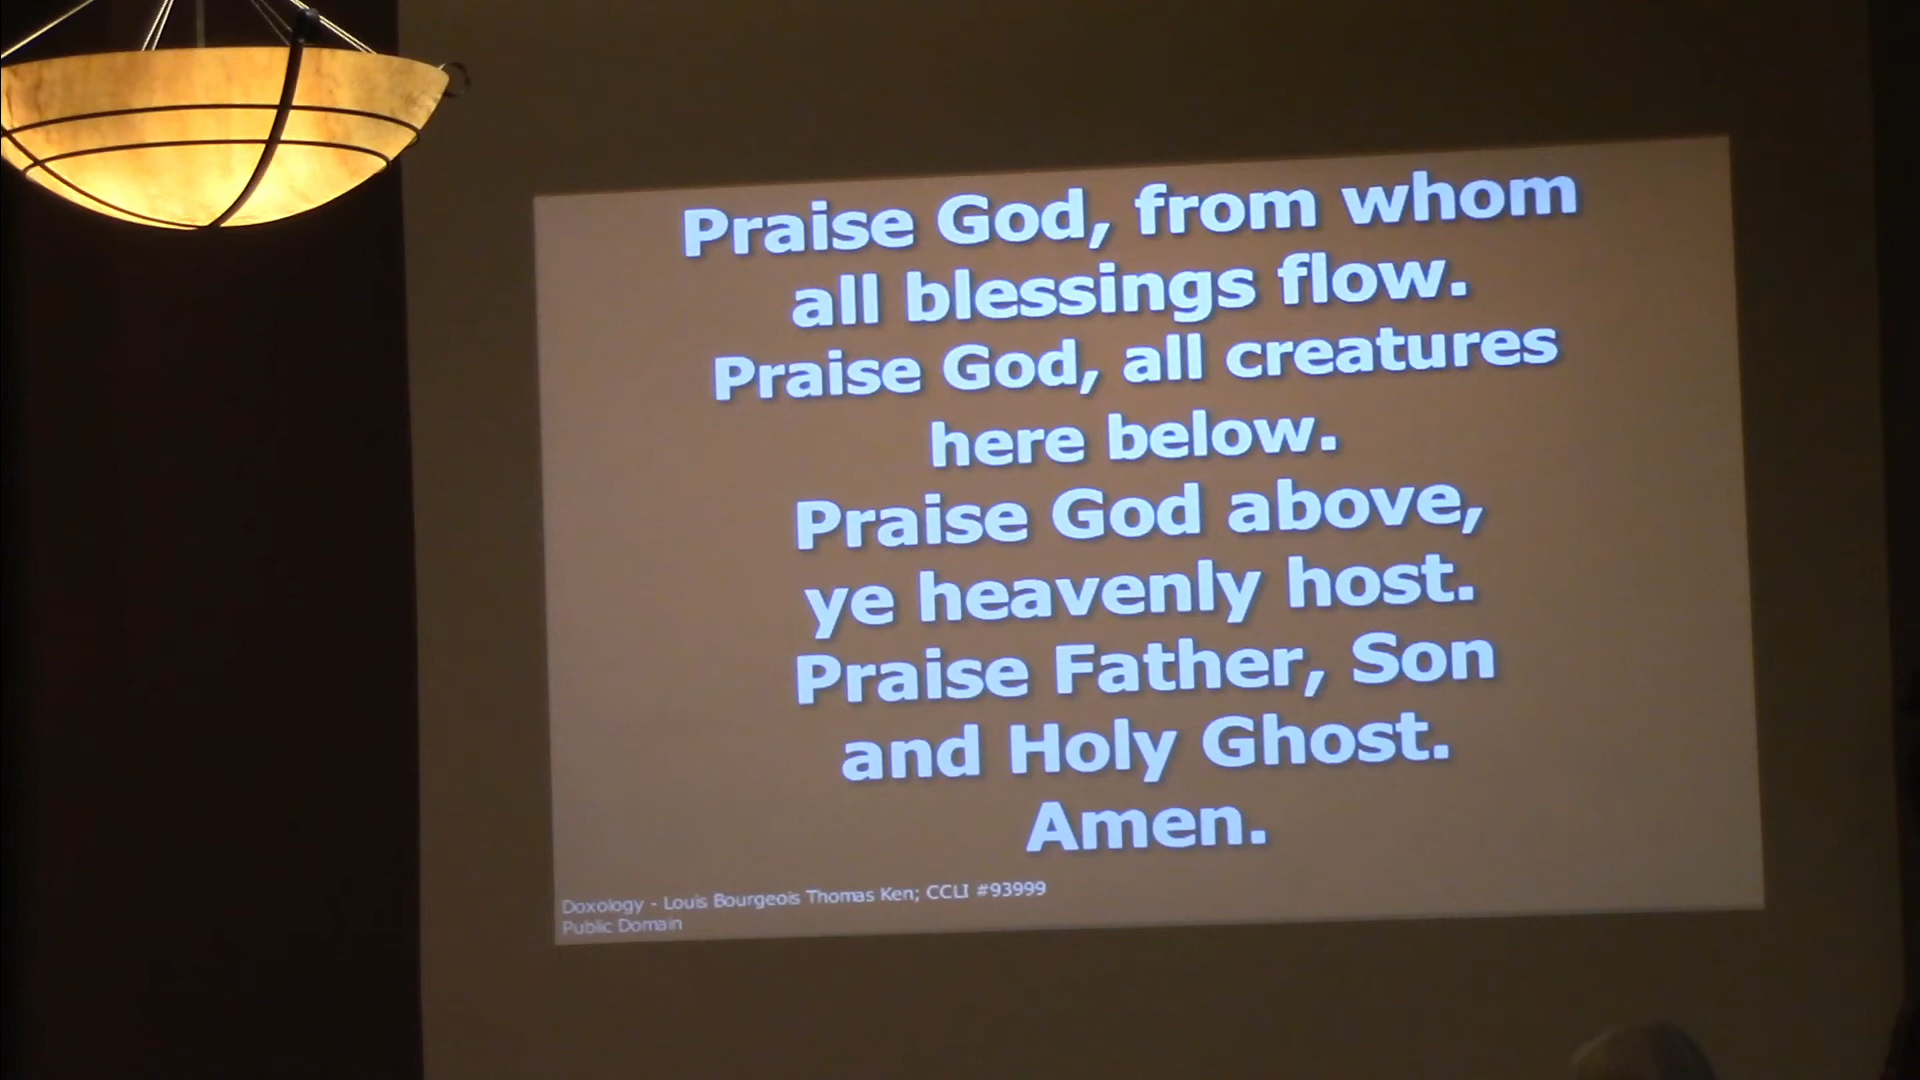 Praise God, from whom
all blessings flow.
Praise God, all creatures
here below.
Praise God above,
ye heavenly host.
Praise Father, Son
and Holy Ghost.
Amen.
Doxology - Louis Bourgeois Thomas Ken; CCLI #93999
Public Domain